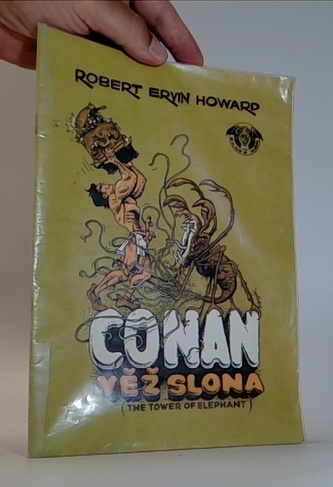 ROBERT ERVIN HOWARD
CONAN
VĚŽ SLONA
(THE TOWER OF ELEPHANT)